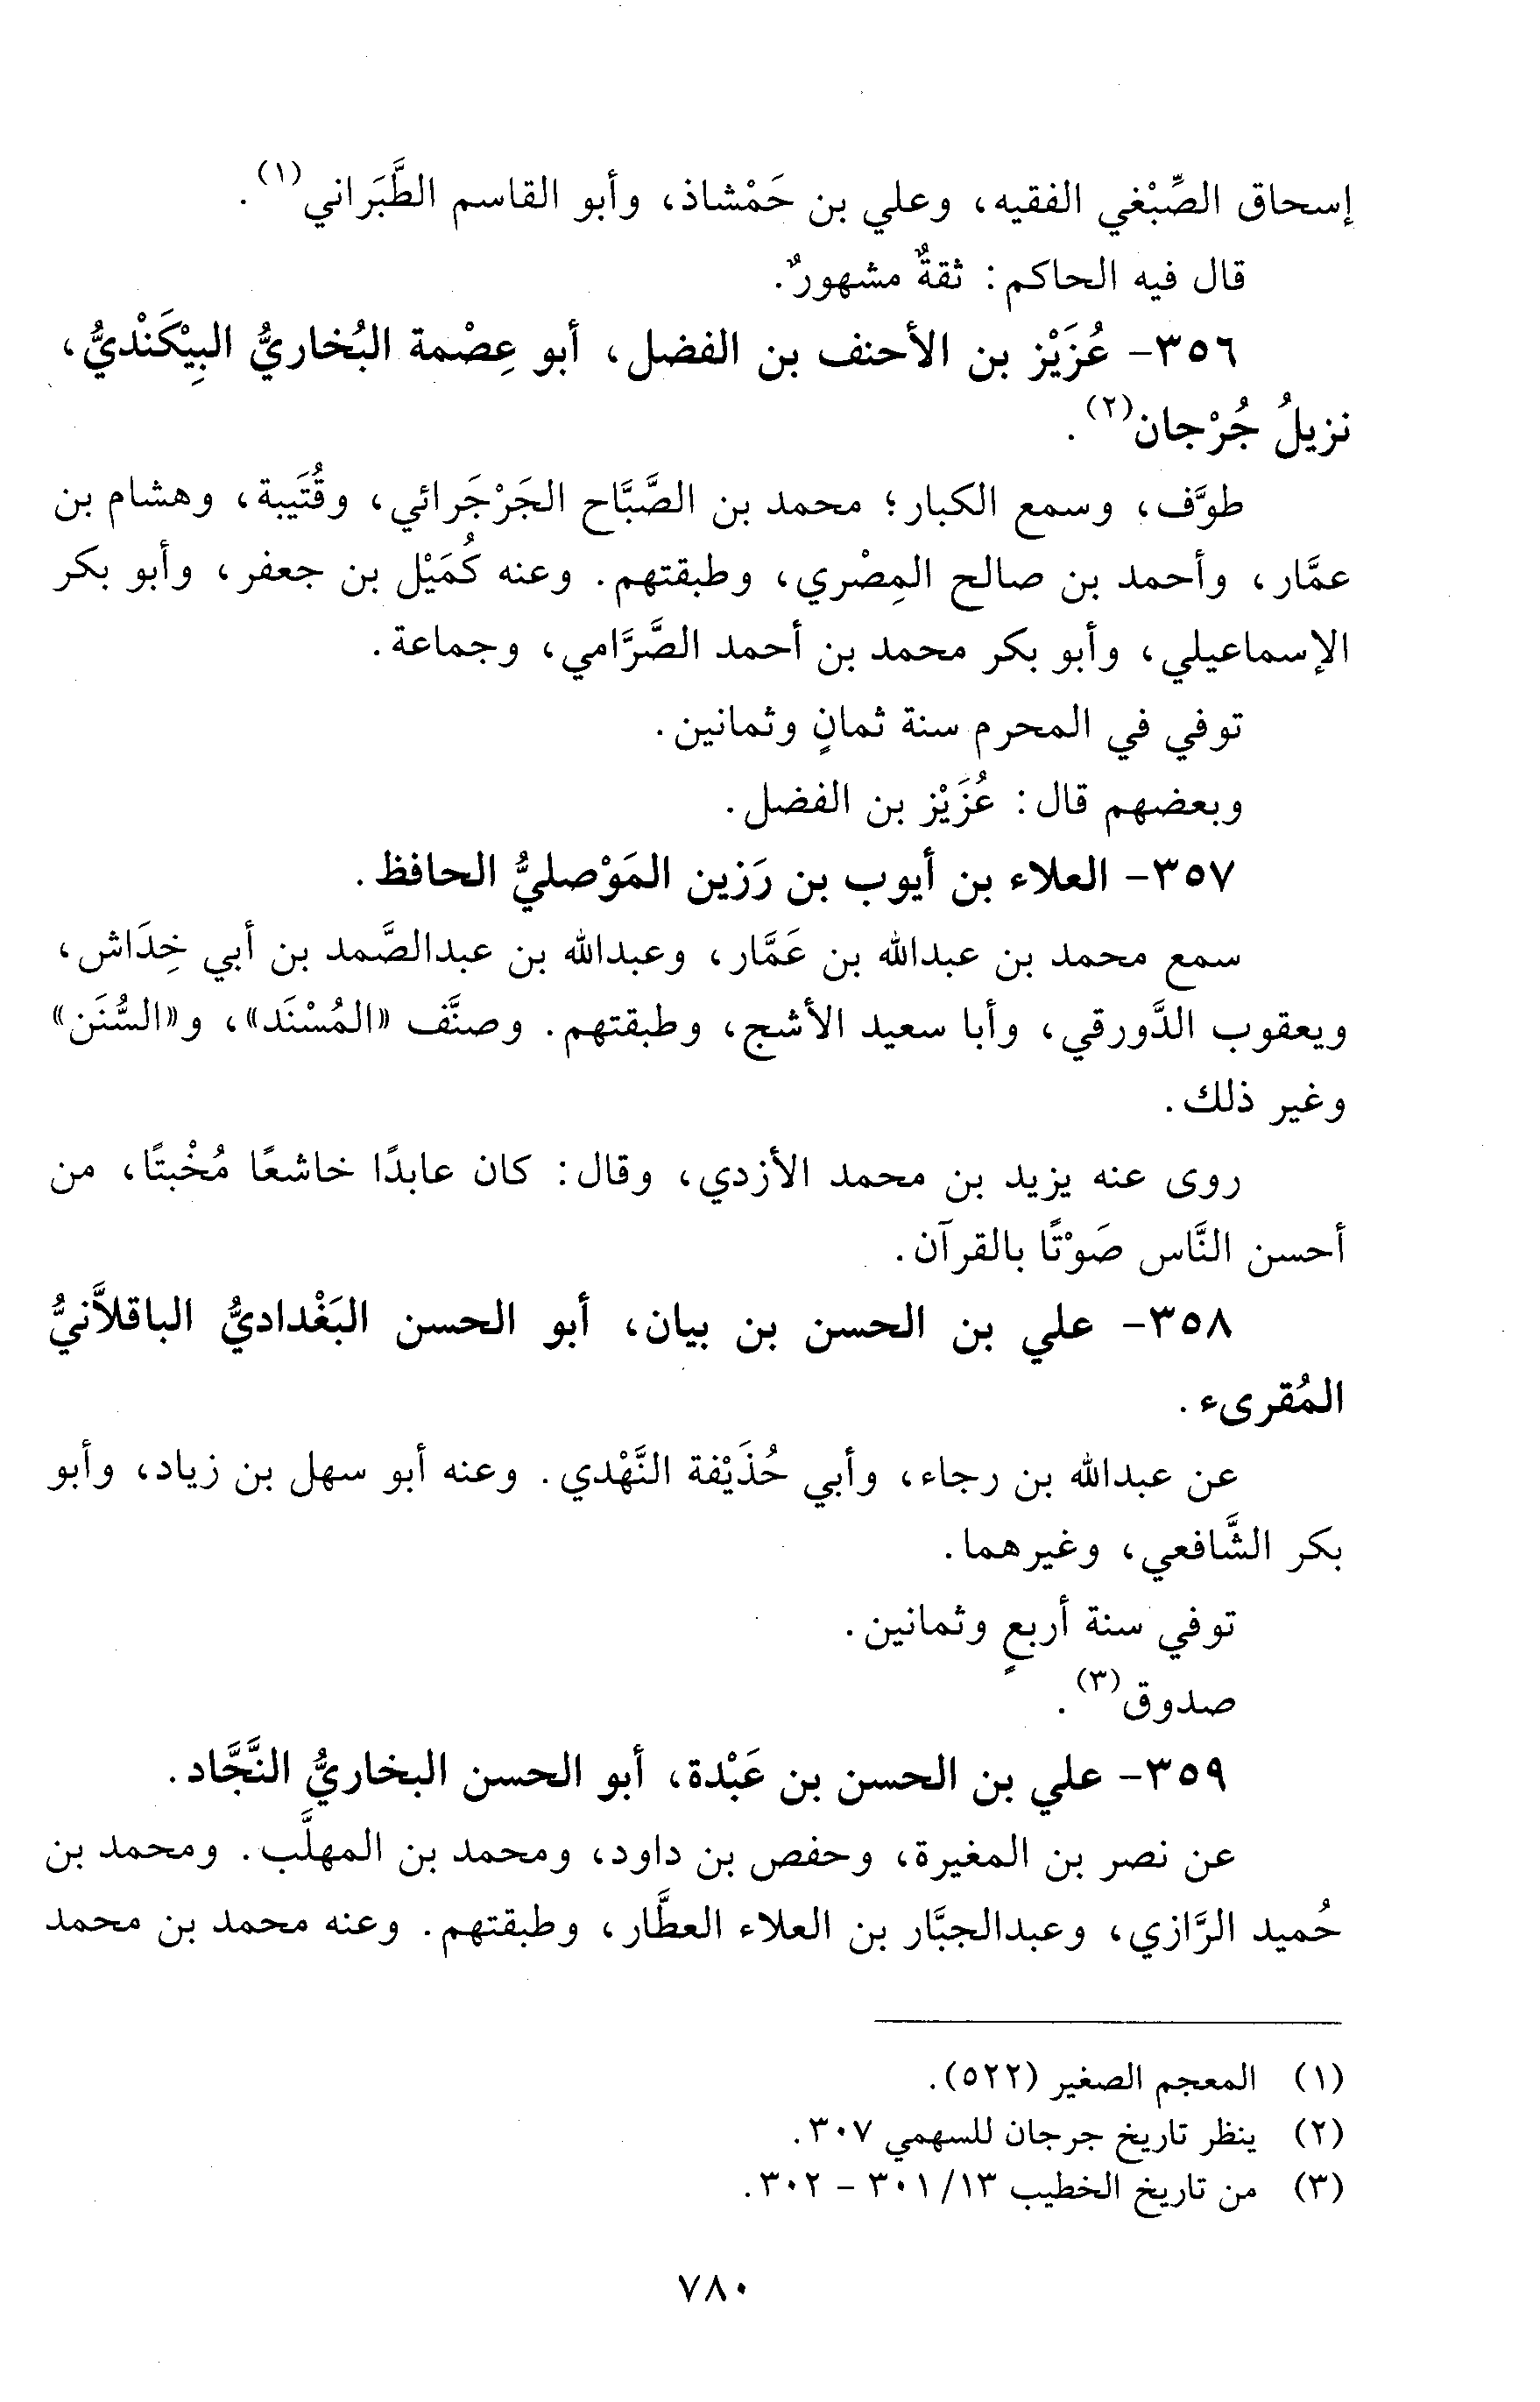 إسحاق الصِّبْغي الفقيه، وعلي بن حَمْشاذ، وأبو القاسم الطَّبَراني(١).
قال فيه الحاكم: ثقةٌ مشهورٌ.
٣٥٦- عُزَيْز بن الأحنف بن الفضل، أبو عِصْمة البُخاريُّ البِيْكَنْديُّ،
نزيلُ جُرْجان(٢).
طوَّف، وسمع الكبار؛ محمد بن الصَّبَّاح الجَرْجَرائي، وقُتَيبة، وهشام بن
عمَّار، وأحمد بن صالح المِصْري، وطبقتهم. وعنه كُمَيْل بن جعفر، وأبو بكر
الإسماعيلي، وأبو بكر محمد بن أحمد الصَّرَّامي، وجماعة.
توفي في المحرم سنة ثمانٍ وثمانين.
وبعضهم قال: عُزَيْز بن الفضل.
٣٥٧- العلاء بن أيوب بن رَزين المَوْصليُّ الحافظ.
سمع محمد بن عبدالله بن عَمَّار، وعبدالله بن عبدالصَّمد بن أبي خِدَاش،
ويعقوب الدَّورقي، وأبا سعيد الأشج، وطبقتهم. وصنَّف «المُسْنَد»، و«السُّنَن»
وغير ذلك.
روى عنه يزيد بن محمد الأزدي، وقال: كان عابدًا خاشعًا مُخْبتًا، من
أحسن النَّاس صَوْتًا بالقرآن.
٣٥٨- علي بن الحسن بن بيان، أبو الحسن البَغْداديُّ الباقلاَّنيُّ
المُقرىء.
عن عبدالله بن رجاء، وأبي حُذَيْفة النَّهْدي. وعنه أبو سهل بن زياد، وأبو
بكر الشَّافعي، وغيرهما.
توفي سنة أربعٍ وثمانين.
صدوق(٣).
٣٥٩- علي بن الحسن بن عَبْدة، أبو الحسن البخاريُّ النَّجَّاد.
عن نصر بن المغيرة، وحفص بن داود، ومحمد بن المهلَّب. ومحمد بن
حُميد الرَّازي، وعبدالجبَّار بن العلاء العطَّار، وطبقتهم. وعنه محمد بن محمد
(١) المعجم الصغير (٥٢٢).
(٢) ينظر تاريخ جرجان للسهمي ٣٠٧.
(٣) من تاريخ الخطيب ١٣/ ٣٠١ - ٣٠٢.
٧٨٠